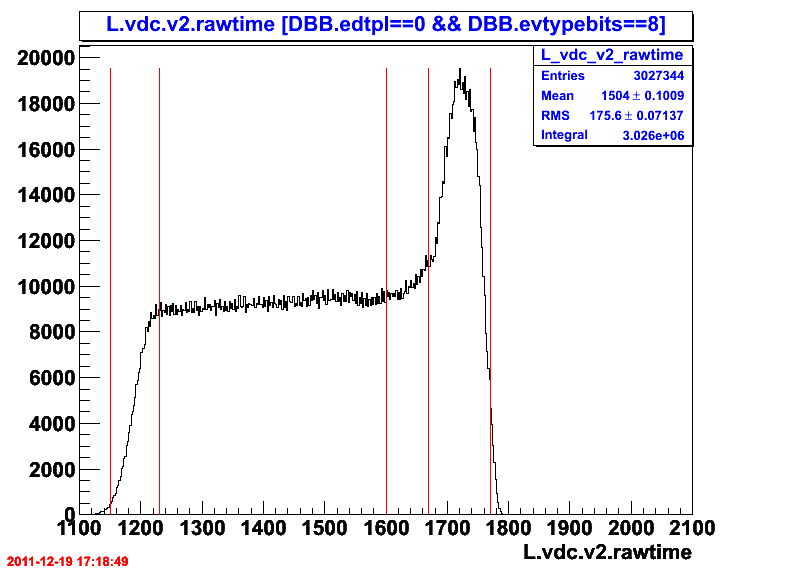 L.vdc.v2.rawtime [DBB.edtpl==0 && DBB.evtypebits==8]
L_vdc_v2_rawtime
Entries 3027344
Mean 1504 ± 0.1009
RMS 175.6 ± 0.07137
Integral 3.026e+06
20000
18000
16000
14000
12000
10000
8000
6000
4000
2000
0
1100 1200 1300 1400 1500 1600 1700 1800 1900 2000 2100
L.vdc.v2.rawtime
2011-12-19 17:18:49